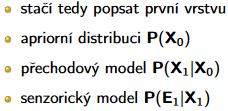 stačí tedy popsat první vrstvu
apriorní distribuci P(X₀)
přechodový model P(X₁|X₀)
senzorický model P(E₁|X₁)